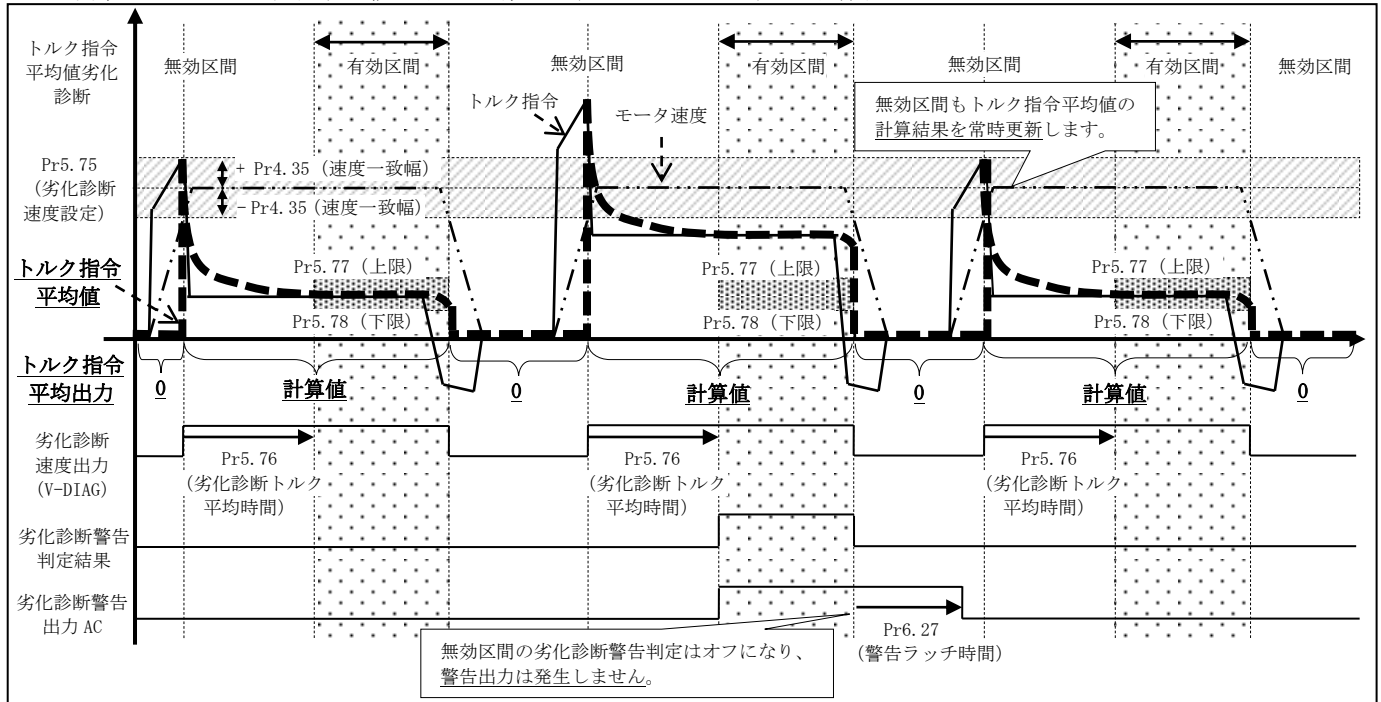 トルク指令
平均値劣化
診断
無効区間
有効区間
無効区間
有効区間
無効区間
有効区間
無効区間
トルク指令
モータ速度
無効区間もトルク指令平均値の
計算結果を常時更新します。
Pr5.75
(劣化診断
速度設定)
+ Pr4.35 (速度一致幅)
-Pr4.35 (速度一致幅)
トルク指令
平均値
Pr5.77 (上限)
Pr5.78 (下限)
Pr5.77 (上限)
Pr5.78 (下限)
Pr5.77 (上限)
Pr5.78 (下限)
トルク指令
平均出力
0
計算値
0
計算値
0
計算値
0
劣化診断
速度出力
(V-DIAG)
Pr5.76
(劣化診断トルク
平均時間)
Pr5.76
(劣化診断トルク
平均時間)
Pr5.76
(劣化診断トルク
平均時間)
劣化診断警告
判定結果
劣化診断警告
出力 AC
Pr6.27
(警告ラッチ時間)
無効区間の劣化診断警告判定はオフになり、
警告出力は発生しません。